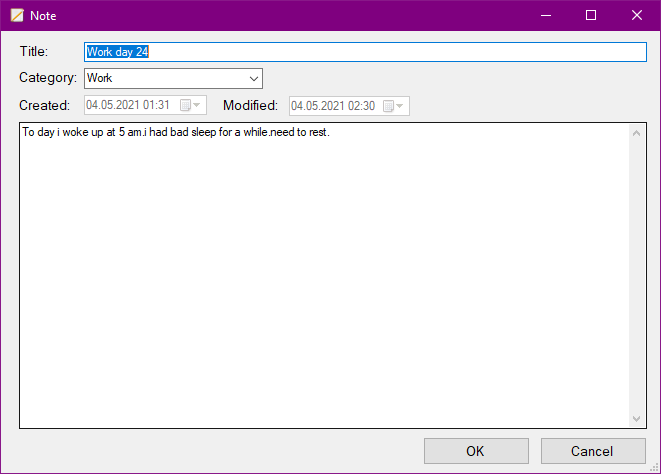 Note
Title: Work day 24
Category: Work
Created: 04.05.2021 01:31 Modified: 04.05.2021 02:30
To day i woke up at 5 am.i had bad sleep for a while.need to rest.
OK Cancel